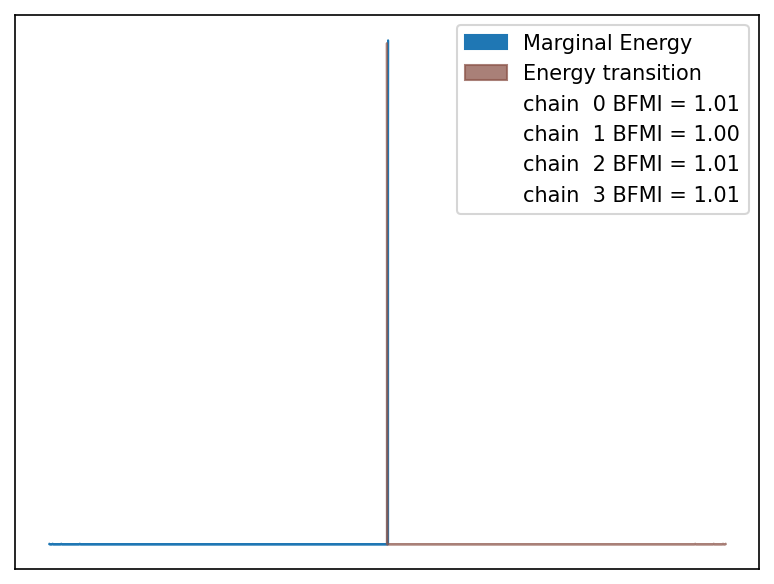 Marginal Energy
Energy transition
chain  0 BFMI = 1.01
chain  1 BFMI = 1.00
chain  2 BFMI = 1.01
chain  3 BFMI = 1.01